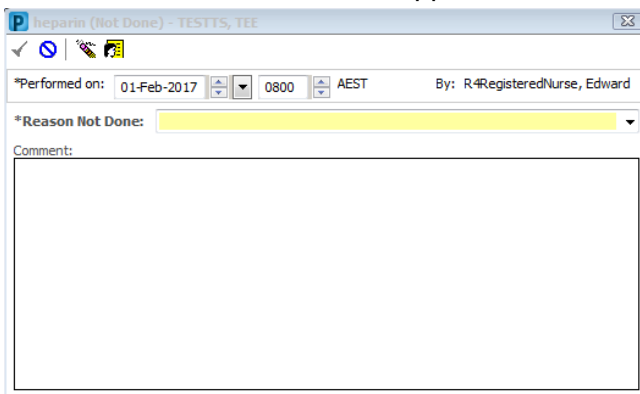 P heparin (Not Done) - TESTTS, TEE
*Performed on: 01-Feb-2017 0800 AEST By: R4RegisteredNurse, Edward
*Reason Not Done:
Comment: